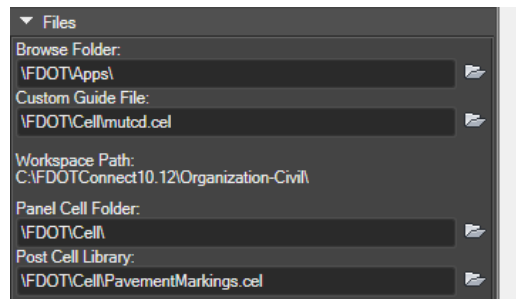 Files
Browse Folder:
\FDOT\Apps\
Custom Guide File:
\FDOT\Cell\mutcd.cel
Workspace Path:
C:\FDOTConnect10.12\Organization-Civil\
Panel Cell Folder:
\FDOT\Cell\
Post Cell Library:
\FDOT\Cell\PavementMarkings.cel